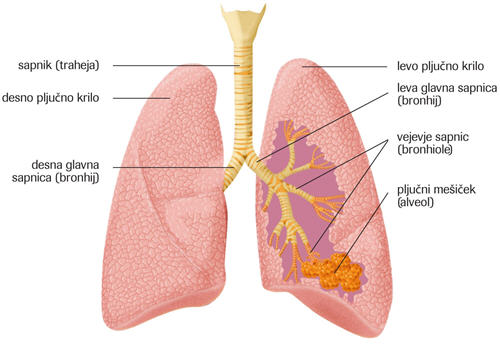 sapnik (traheja)
desno pljučno krilo
desna glavna
sapnica (bronhij)
levo pljučno krilo
leva glavna sapnica
(bronhij)
vejevje sapnic
(bronhiole)
pljučni mešiček
(alveol)